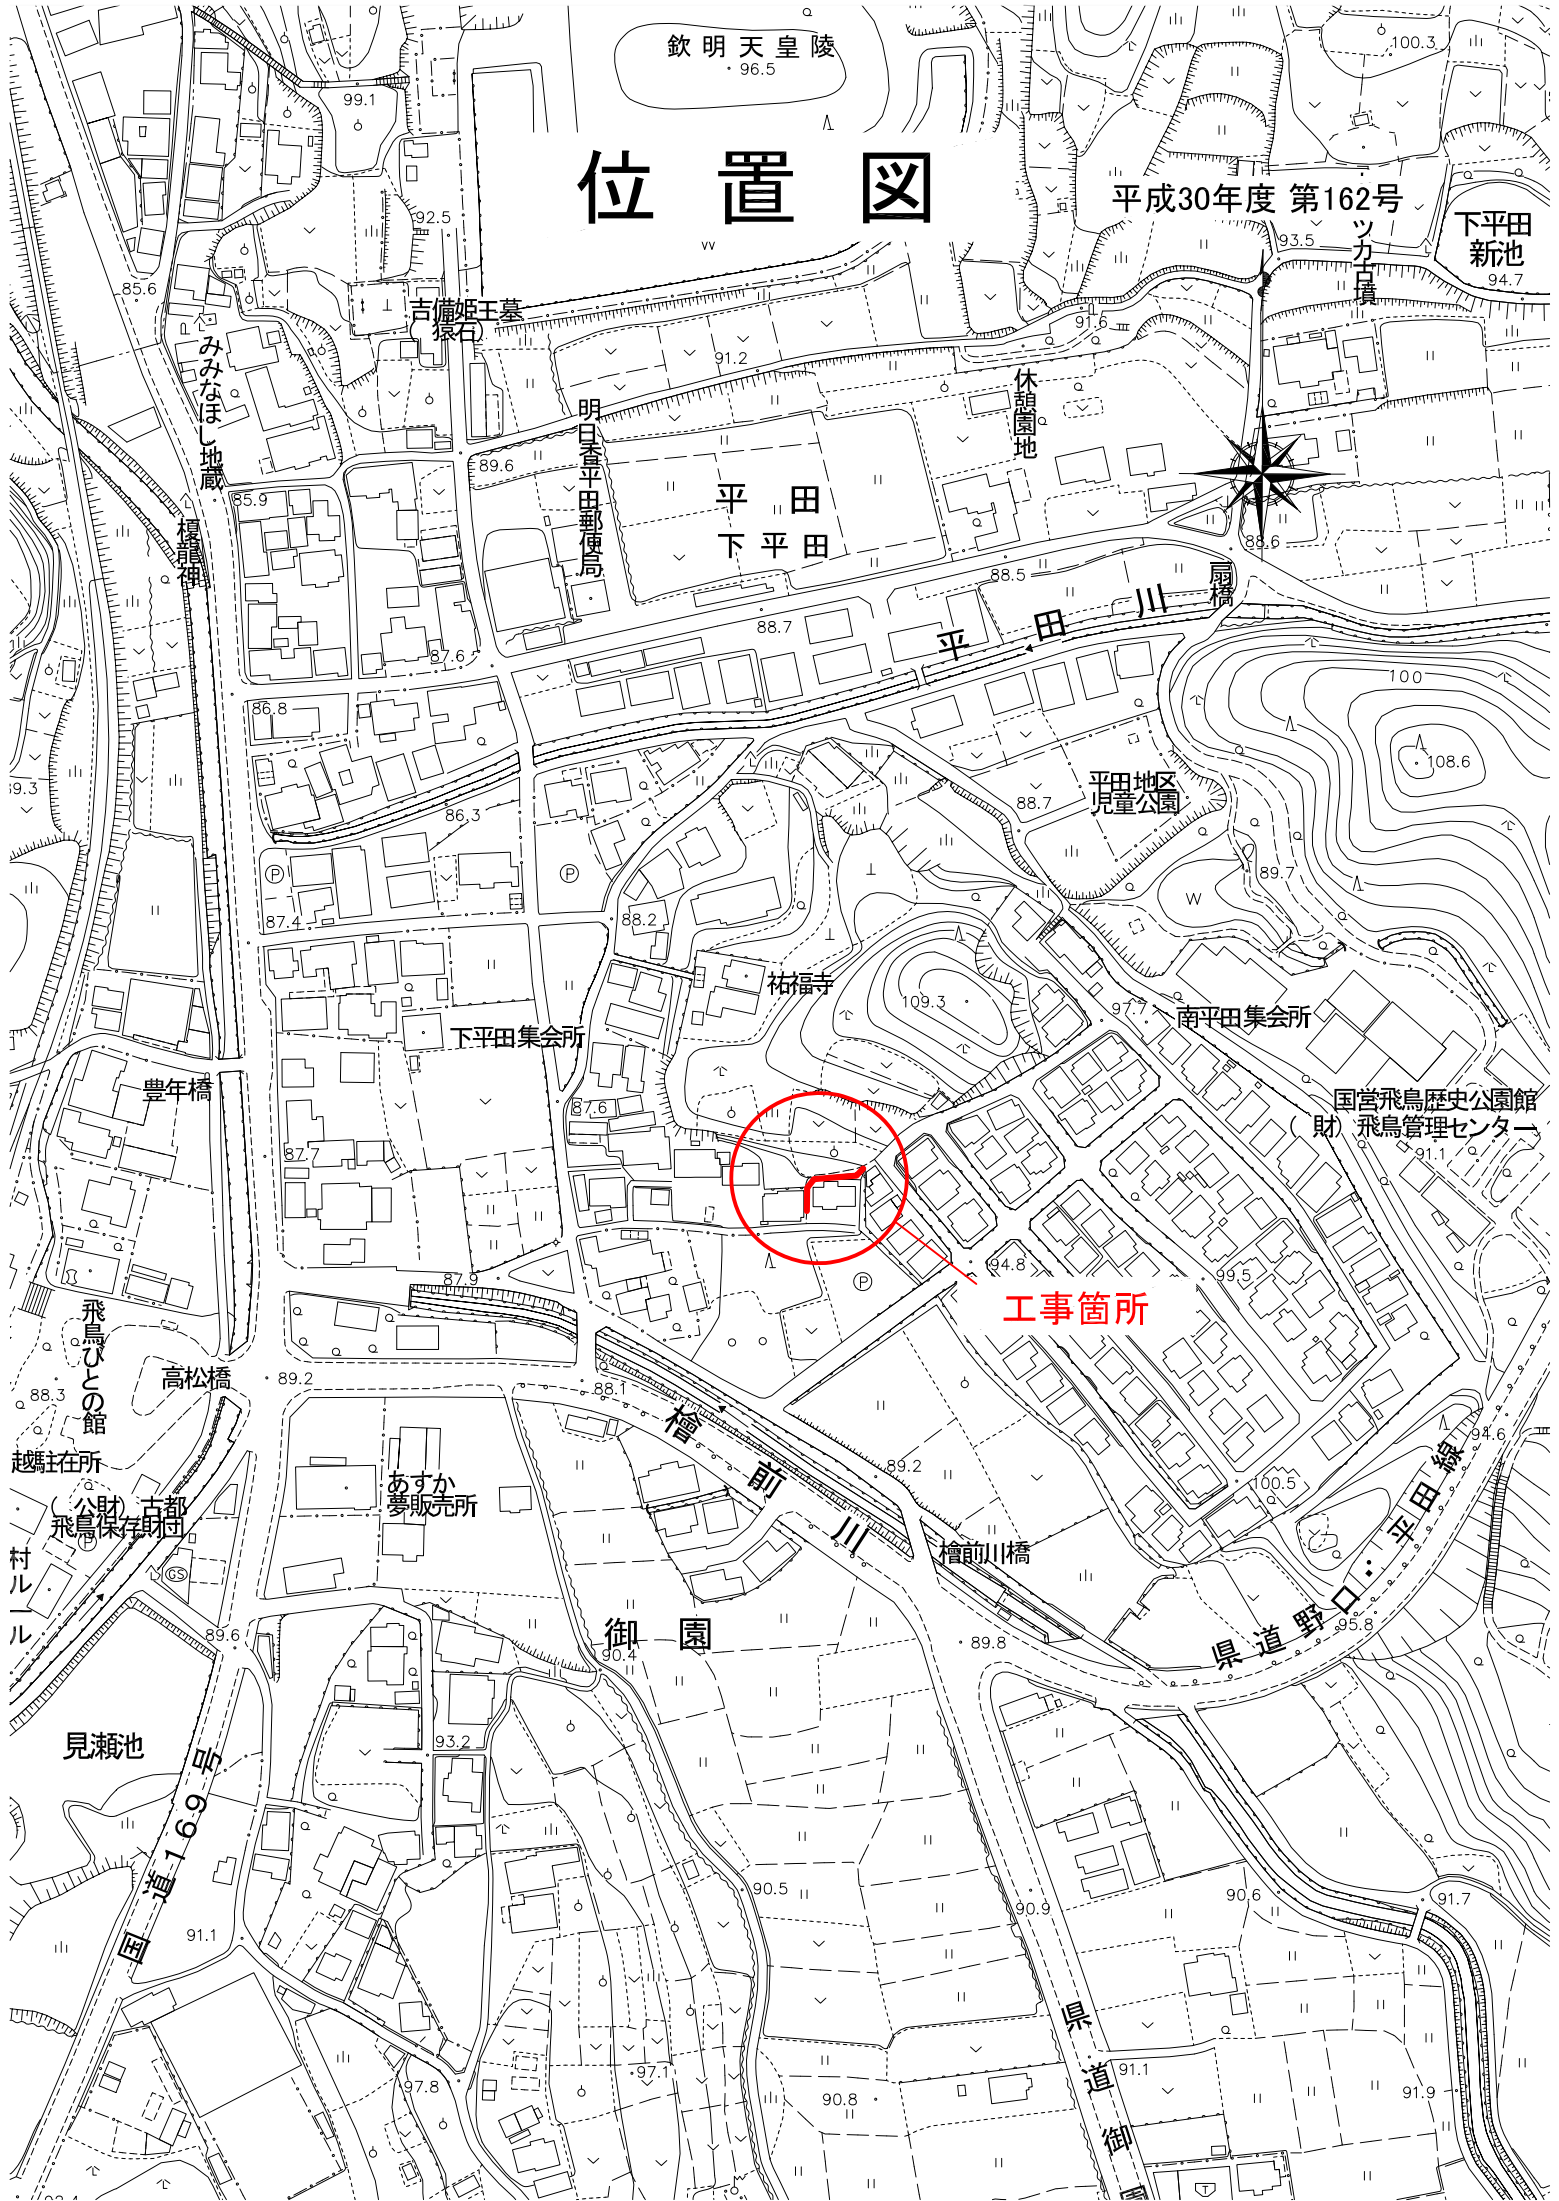 欽明天皇陵
96.5
100.3
99.1
位置図
平成30年度 第162号
92.5
93.5
ツカ古墳
下平田
新池
94.7
85.6
吉備姫王墓
(猿石)
91.6
みみなほし地蔵
91.2
休憩園地
明日香平田郵便局
89.6
85.9
平田
下平田
榎龍神
88.6
88.5
扇橋
平田川
88.7
87.6
86.8
100
108.6
39.3
平田地区
児童公園
88.7
86.3
P
P
89.7
W
87.4
88.2
祐福寺
109.3
97.7
南平田集会所
下平田集会所
豊年橋
87.6
国営飛鳥歴史公園館
(財)飛鳥管理センター
91.1
87.7
87.9
P
94.8
99.5
工事箇所
飛鳥びとの館
高松橋
89.2
88.3
88.1
檜前川
94.6
越駐在所
あすか
夢販売所
89.2
100.5
(公財)古都
飛鳥保存財団
P
檜前川橋
村
ル
ー
ル
GS
県道野口・平田線
95.8
89.6
御園
90.4
89.8
見瀬池
93.2
国道169号
90.5
90.9
90.6
91.7
91.1
県道御園
97.8
97.1
90.8
91.1
91.9
T